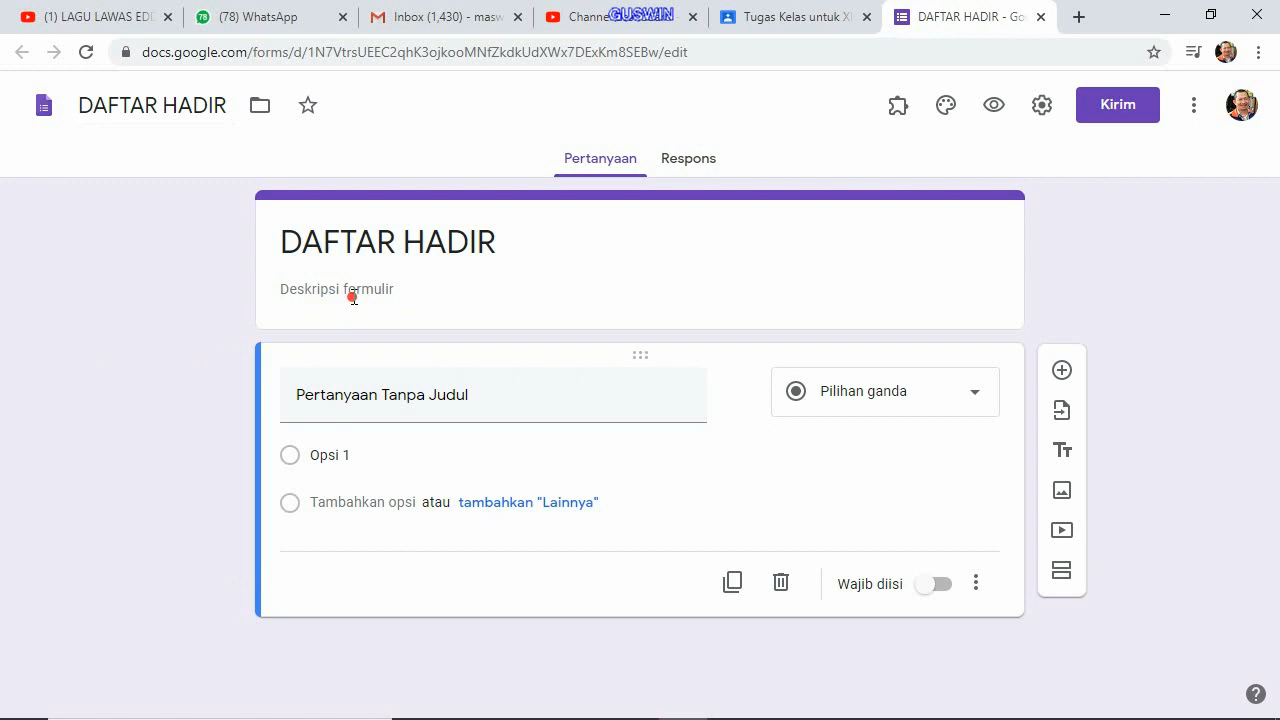 (1) LAGU LAWAS EDD
(78) WhatsApp
Inbox (1,430) - masw
Channe
GUSWIN
Tugas Kelas untuk X
DAFTAR HADIR - Go
docs.google.com/forms/d/1N7VtrsUEEC2qhK3ojkooMNfZkdkUdXWx7DExKm8SEBw/edit
DAFTAR HADIR
Kirim
Pertanyaan
Respons
DAFTAR HADIR
Deskripsi formulir
Pertanyaan Tanpa Judul
Pilihan ganda
Opsi 1
Tambahkan opsi atau tambahkan "Lainnya"
Wajib diisi